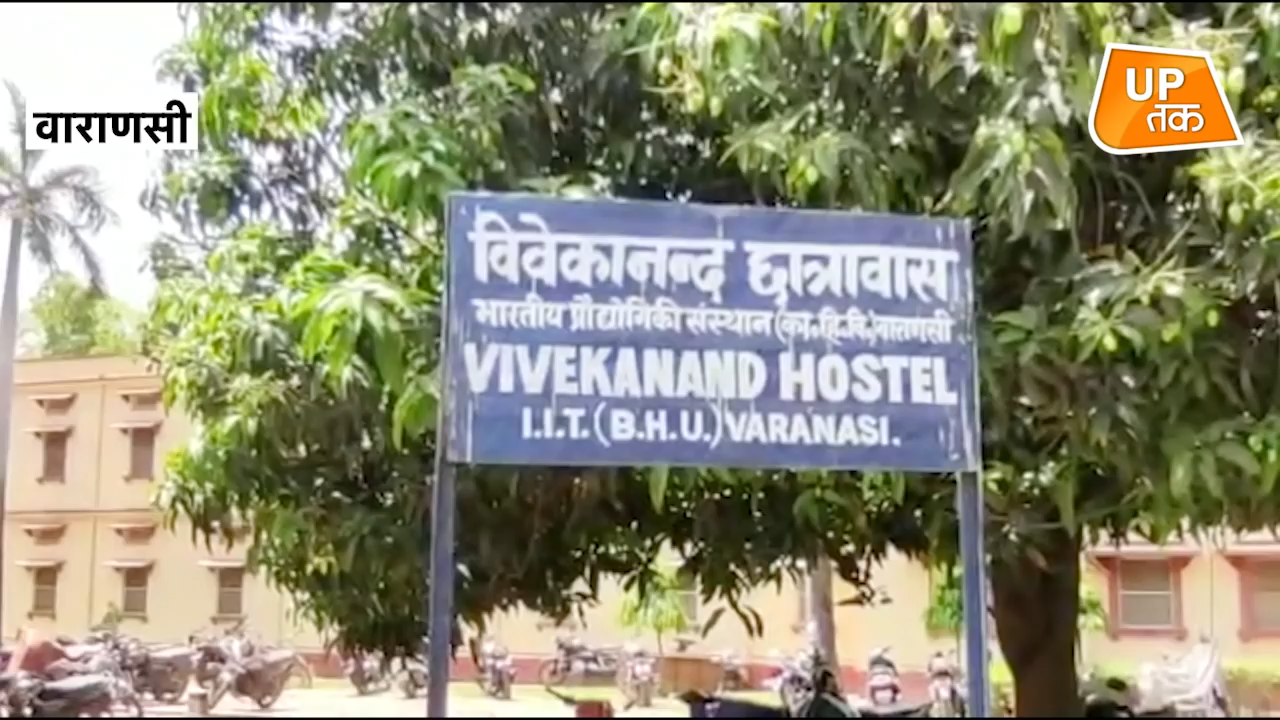 वाराणसी
UP
तक
विवेकानन्द छात्रावास
भारतीय प्रौद्योगिकी संस्थान (का.हि.वि.) वाराणसी
VIVEKANAND HOSTEL
I.I.T. (B.H.U.) VARANASI.